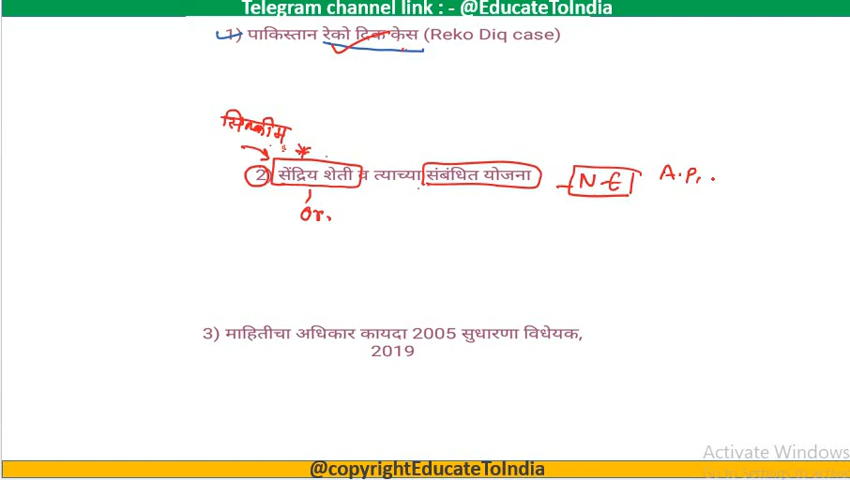 Telegram channel link : - @EducateToIndia
1) पाकिस्तान रेको दिक केस (Reko Diq case)
सिक्कीम
2) सेंद्रिय शेती व त्याच्या संबंधित योजना N-E A.P.
Or.
3) माहितीचा अधिकार कायदा 2005 सुधारणा विधेयक,
2019
Activate Windows
@copyrightEducateToIndia